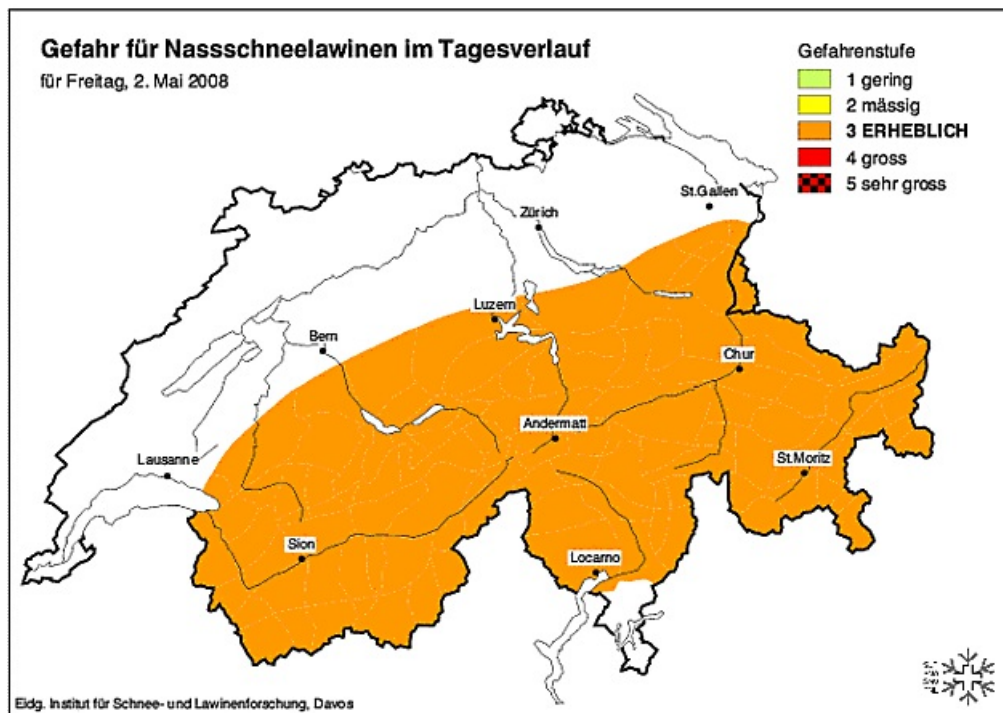 Gefahr für Nassschneelawinen im Tagesverlauf
für Freitag, 2. Mai 2008
Gefahrenstufe
1 gering
2 mässig
3 ERHEBLICH
4 gross
5 sehr gross
St.Gallen
Zürich
Luzern
Bern
Chur
Andermatt
Lausanne
St.Moritz
Sion
Locarno
Eidg. Institut für Schnee- und Lawinenforschung, Davos